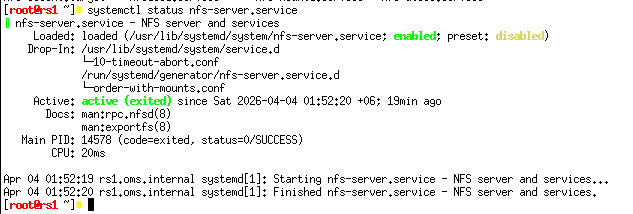 [root@rs1 ~]# systemctl status nfs-server.service
nfs-server.service - NFS server and services
Loaded: loaded (/usr/lib/systemd/system/nfs-server.service; enabled; preset: disabled)
Drop-In: /usr/lib/systemd/system/service.d
└─10-timeout-abort.conf
/run/systemd/generator/nfs-server.service.d
└─order-with-mounts.conf
Active: active (exited) since Sat 2026-04-04 01:52:20 +06; 19min ago
Docs: man:rpc.nfsd(8)
man:exportfs(8)
Main PID: 14578 (code=exited, status=0/SUCCESS)
CPU: 20ms
Apr 04 01:52:19 rs1.oms.internal systemd[1]: Starting nfs-server.service - NFS server and services...
Apr 04 01:52:20 rs1.oms.internal systemd[1]: Finished nfs-server.service - NFS server and services.
[root@rs1 ~]#